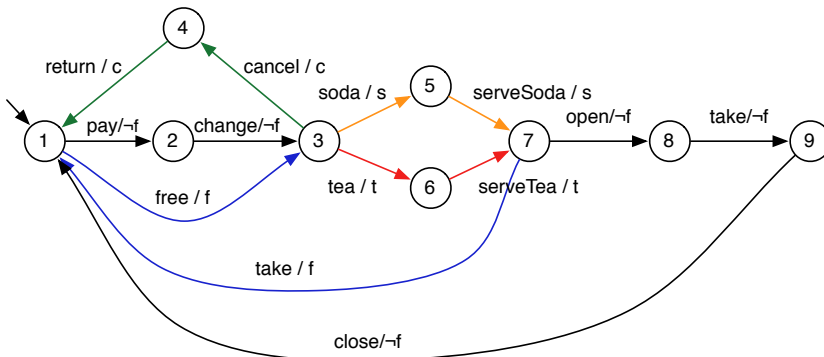 4
return / c
cancel / c
5
soda / s
serveSoda / s
1
pay/¬f
2
change/¬f
3
7
open/¬f
8
take/¬f
9
6
tea / t
serveTea / t
free / f
take / f
close/¬f